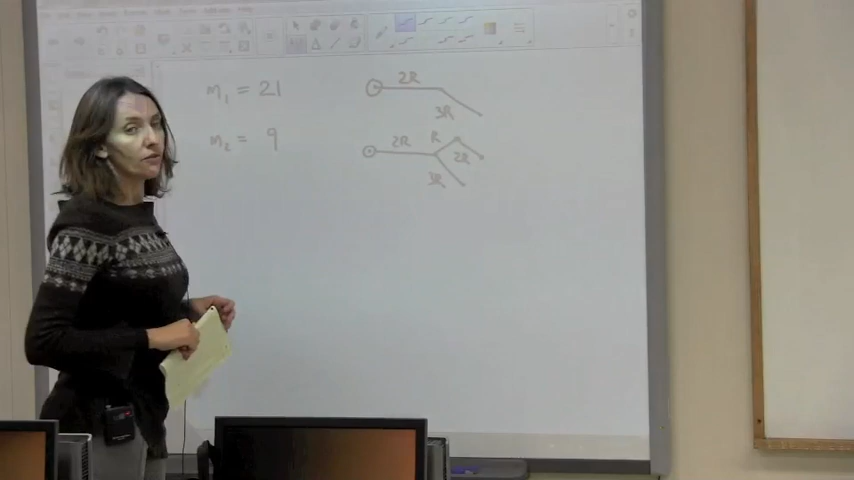 m₁ = 21
2R
3R
m₂ = 9
2R
R
2R
3R